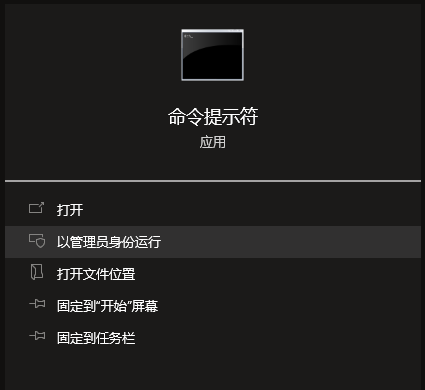 命令提示符
应用
打开
以管理员身份运行
打开文件位置
固定到"开始"屏幕
固定到任务栏